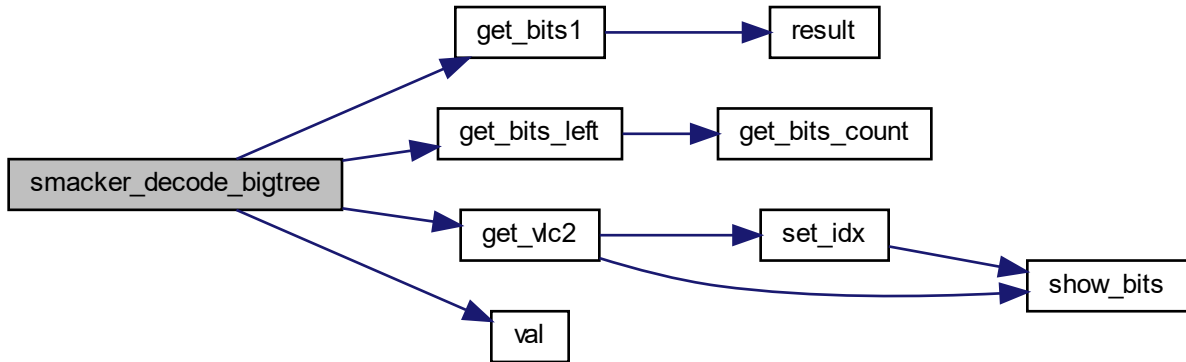 get_bits1
result
get_bits_left
get_bits_count
smacker_decode_bigtree
get_vlc2
set_idx
show_bits
val